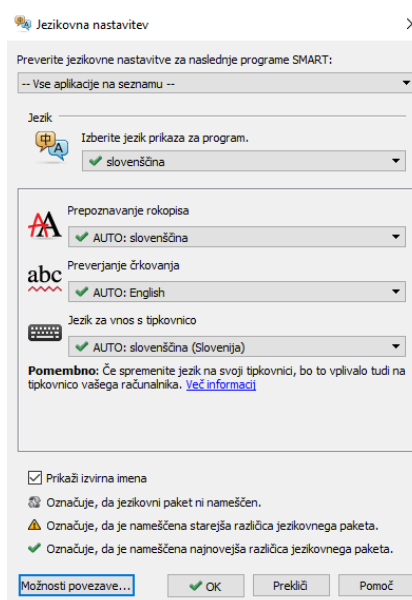 Jezikovna nastavitev
Preverite jezikovne nastavitve za naslednje programe SMART:
-- Vse aplikacije na seznamu --
Jezik
Izberite jezik prikaza za program.
slovenščina
Prepoznavanje rokopisa
AUTO: slovenščina
Preverjanje črkovanja
abc
AUTO: English
Jezik za vnos s tipkovnico
AUTO: slovenščina (Slovenija)
Pomembno: Če spremenite jezik na svoji tipkovnici, bo to vplivalo tudi na
tipkovnico vašega računalnika. Več informacij
Prikaži izvirna imena
Označuje, da jezikovni paket ni nameščen.
Označuje, da je nameščena starejša različica jezikovnega paketa.
Označuje, da je nameščena najnovejša različica jezikovnega paketa.
Možnosti povezave... OK Prekliči Pomoč